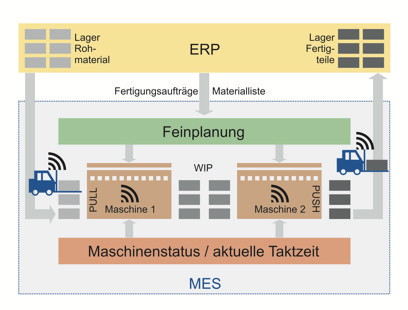 Lager
Roh-
material
ERP
Lager
Fertig-
teile
Fertigungsaufträge
Materialliste
Feinplanung
WIP
PULL
Maschine 1
Maschine 2
PUSH
Maschinenstatus / aktuelle Taktzeit
MES